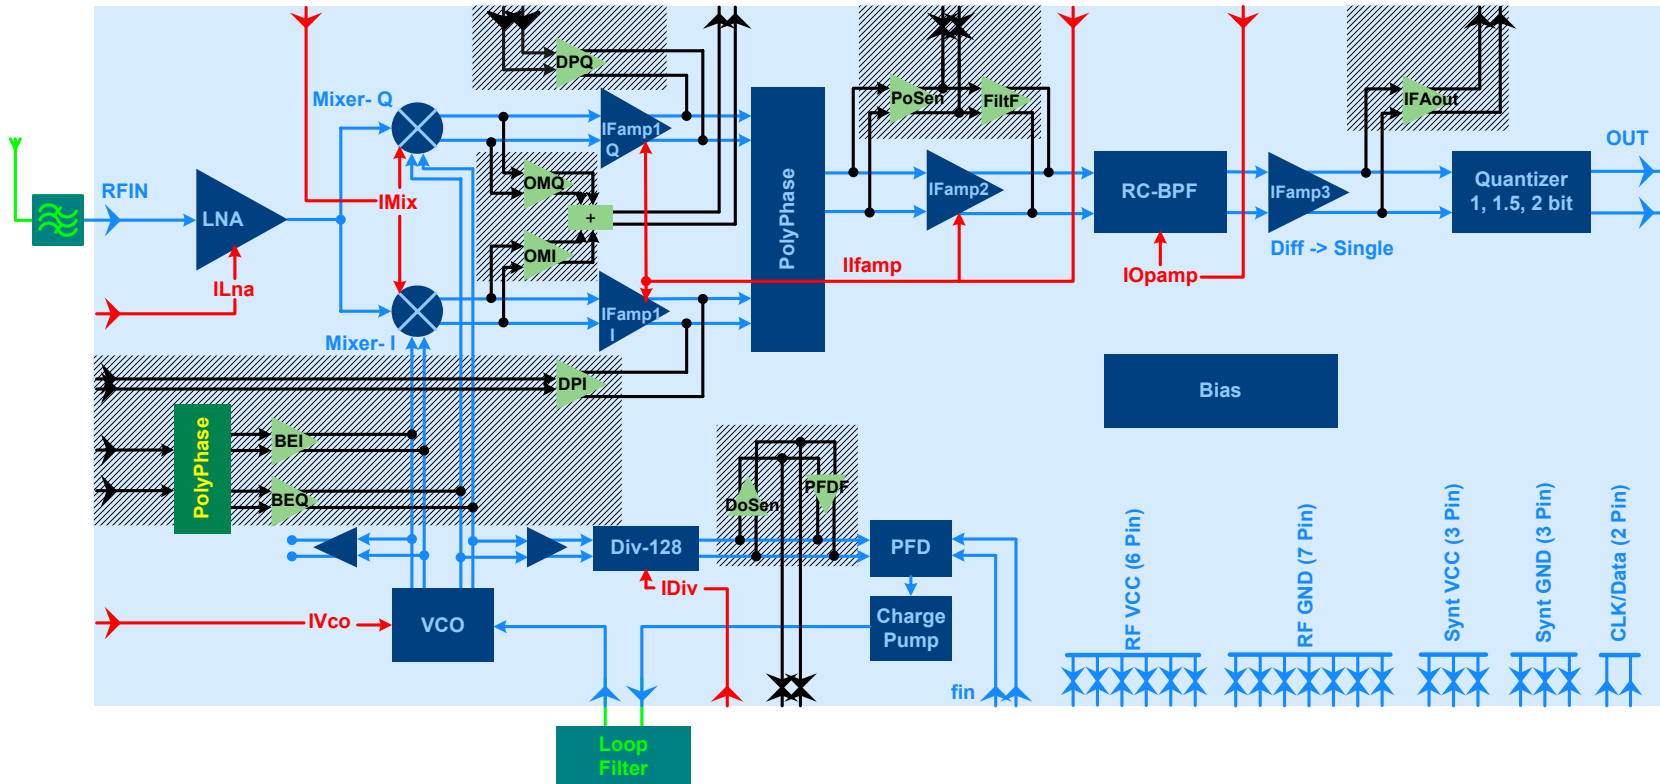 DPQ
Mixer- Q
IFamp1
Q
PoSen
FiltF
IFAout
OUT
RFIN
LNA
IMix
OMQ
+
OMI
PolyPhase
IFamp2
RC-BPF
IFamp3
Quantizer
1, 1.5, 2 bit
Diff -> Single
ILna
IIfamp
IOpamp
IFamp1
I
Mixer- I
DPI
Bias
PolyPhase
BEI
BEQ
DoSen
PFDF
Div-128
PFD
IDiv
IVco
VCO
Charge
Pump
fin
RF VCC (6 Pin)
RF GND (7 Pin)
Synt VCC (3 Pin)
Synt GND (3 Pin)
CLK/Data (2 Pin)
Loop
Filter